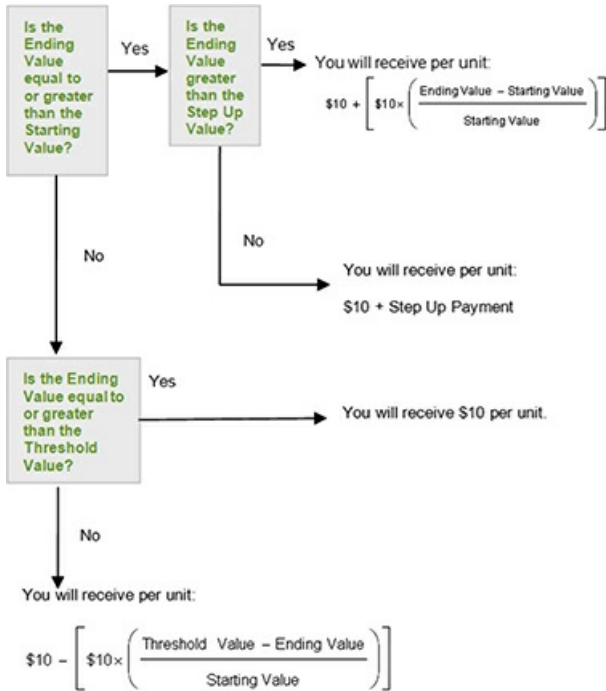 Is the
Ending
Value
equal to
or greater
than the
Starting
Value?
Yes
Is the
Ending
Value
greater
than the
Step Up
Value?
Yes
You will receive per unit:
$10 + [ $10× ( Ending Value – Starting Value
Starting Value ) ]
No
No
You will receive per unit:
$10 + Step Up Payment
Is the Ending
Value equal to
or greater
than the
Threshold
Value?
Yes
You will receive $10 per unit.
No
You will receive per unit:
$10 – [ $10× ( Threshold Value – Ending Value
Starting Value ) ]